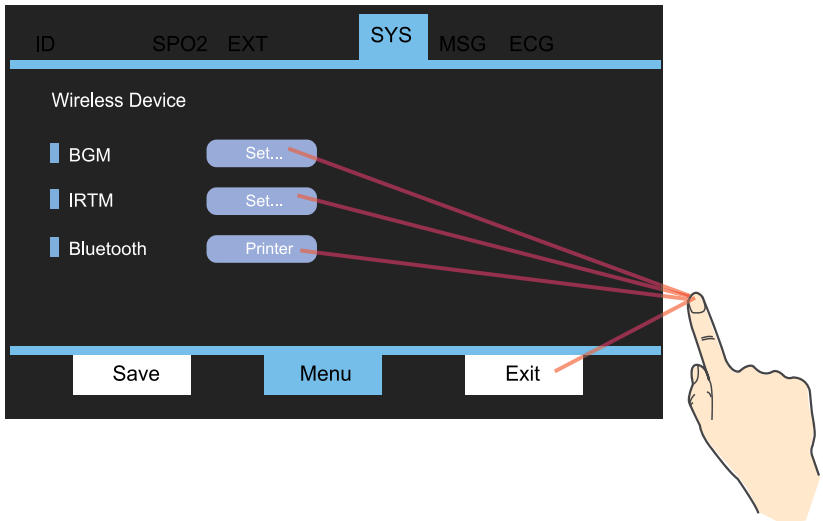 ID SPO2 EXT SYS MSG ECG
Wireless Device
BGM Set...
IRTM Set...
Bluetooth Printer
Save Menu Exit